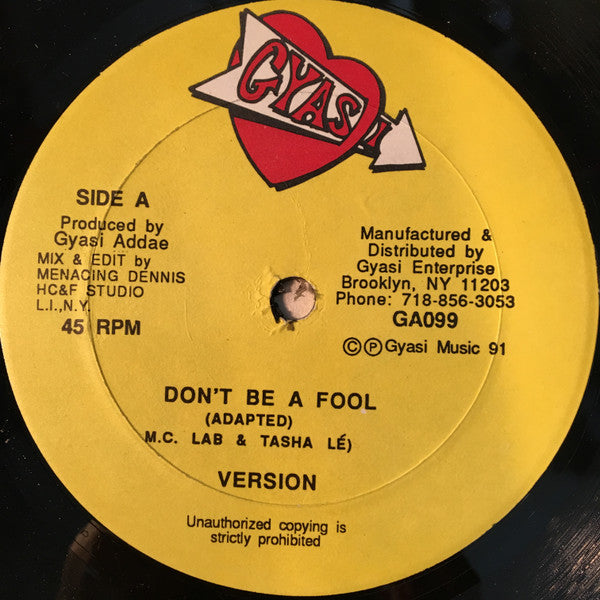 GYASI
SIDE A
Produced by
Gyasi Addae
MIX & EDIT by
MENACING DENNIS
HC&F STUDIO
L.I.,N.Y.
45 RPM
Manufactured &
Distributed by
Gyasi Enterprise
Brooklyn, NY 11203
Phone: 718-856-3053
GA099
©℗Gyasi Music 91
DON'T BE A FOOL
(ADAPTED)
M.C. LAB & TASHA LÉ)
VERSION
Unauthorized copying is
strictly prohibited